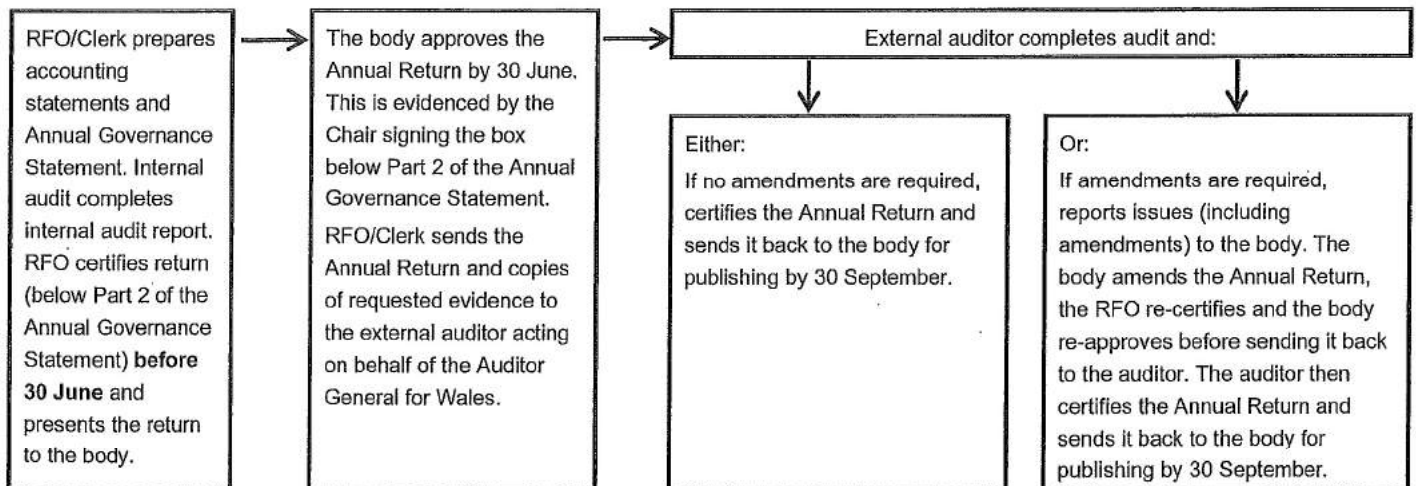 RFO/Clerk prepares
accounting
statements and
Annual Governance
Statement. Internal
audit completes
internal audit report.
RFO certifies return
(below Part 2 of the
Annual Governance
Statement) before
30 June and
presents the return
to the body.
The body approves the
Annual Return by 30 June.
This is evidenced by the
Chair signing the box
below Part 2 of the Annual
Governance Statement.
RFO/Clerk sends the
Annual Return and copies
of requested evidence to
the external auditor acting
on behalf of the Auditor
General for Wales.
External auditor completes audit and:
Either:
If no amendments are required,
certifies the Annual Return and
sends it back to the body for
publishing by 30 September.
Or:
If amendments are required,
reports issues (including
amendments) to the body. The
body amends the Annual Return,
the RFO re-certifies and the body
re-approves before sending it back
to the auditor. The auditor then
certifies the Annual Return and
sends it back to the body for
publishing by 30 September.